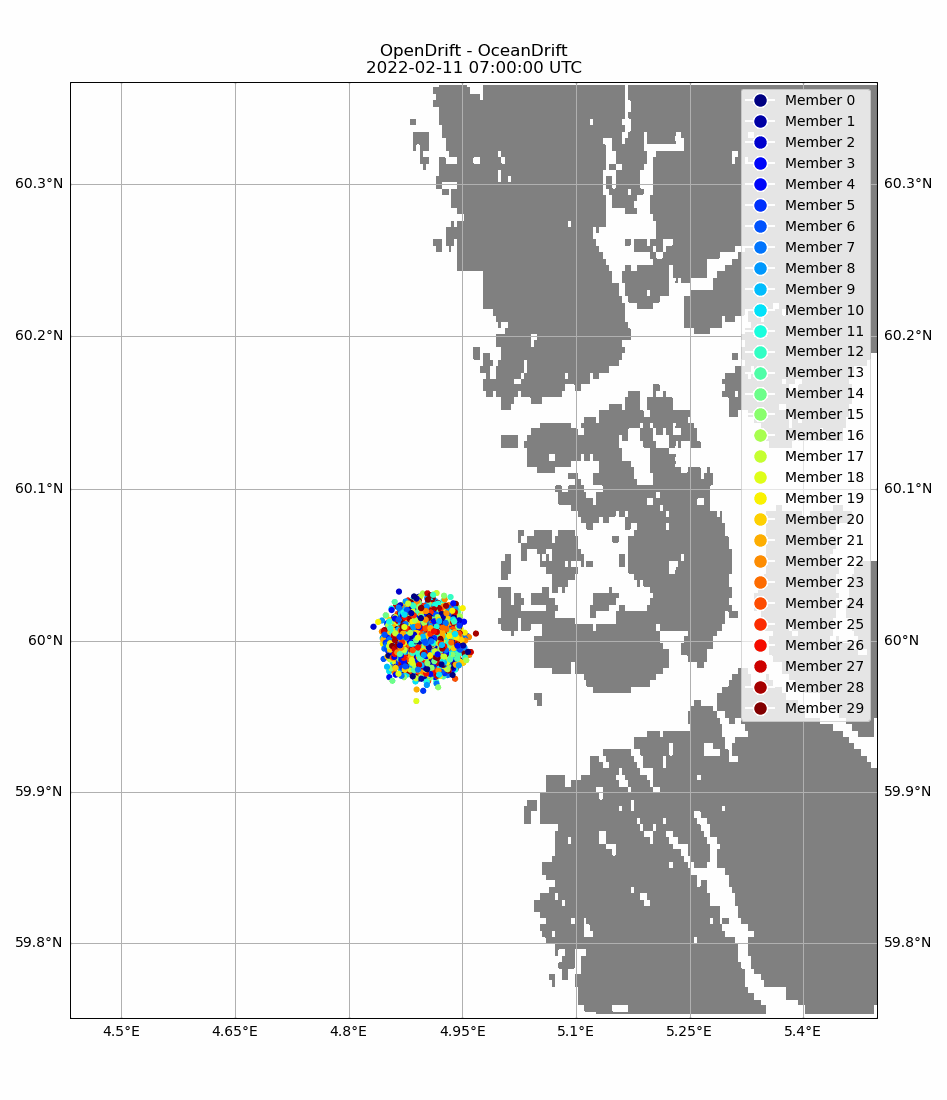 OpenDrift - OceanDrift
2022-02-11 07:00:00 UTC
Member 0
Member 1
Member 2
Member 3
Member 4
Member 5
Member 6
Member 7
Member 8
Member 9
Member 10
Member 11
Member 12
Member 13
Member 14
Member 15
Member 16
Member 17
Member 18
Member 19
Member 20
Member 21
Member 22
Member 23
Member 24
Member 25
Member 26
Member 27
Member 28
Member 29
60.3°N
60.3°N
60.2°N
60.2°N
60.1°N
60.1°N
60°N
60°N
59.9°N
59.9°N
59.8°N
59.8°N
4.5°E
4.65°E
4.8°E
4.95°E
5.1°E
5.25°E
5.4°E